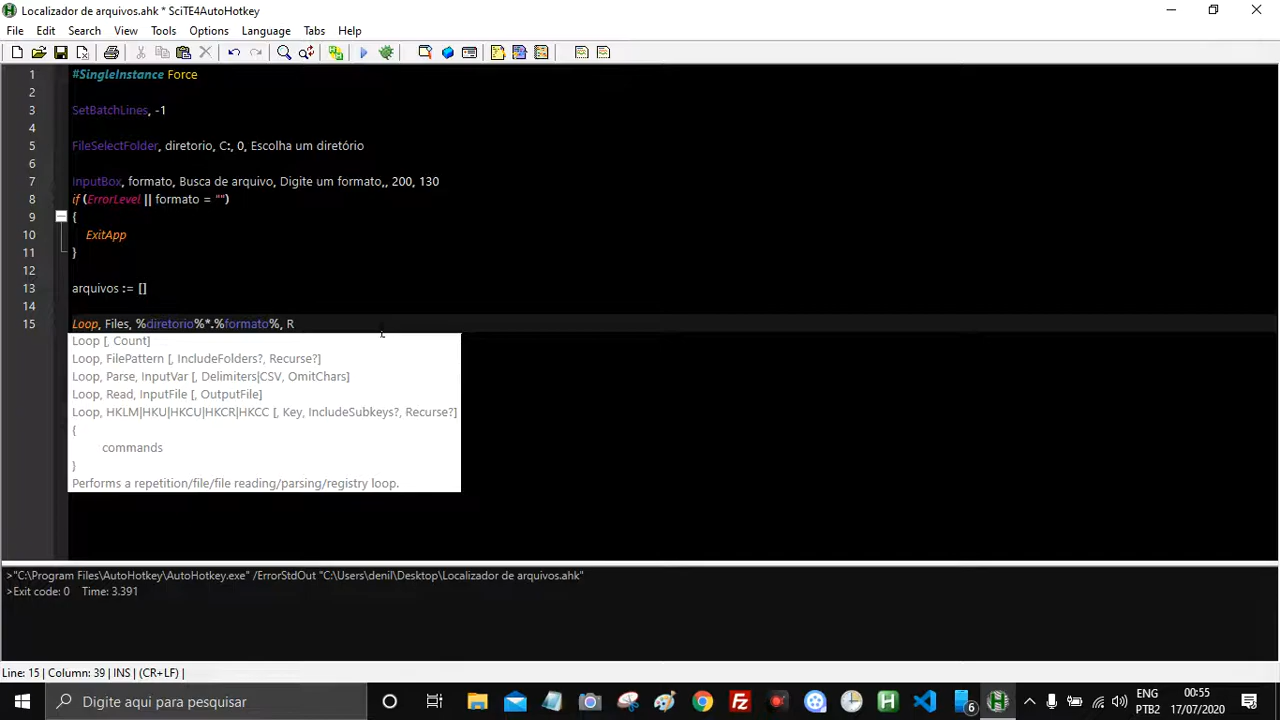 Localizador de arquivos.ahk * SciTE4AutoHotkey
File Edit Search View Tools Options Language Tabs Help
1 #SingleInstance Force
2
3 SetBatchLines, -1
4
5 FileSelectFolder, diretorio, C:, 0, Escolha um diretório
6
7 InputBox, formato, Busca de arquivo, Digite um formato,, 200, 130
8 if (ErrorLevel || formato = "")
9 {
10 ExitApp
11 }
12
13 arquivos := []
14
15 Loop, Files, %diretorio%*.%formato%, R
Loop [, Count]
Loop, FilePattern [, IncludeFolders?, Recurse?]
Loop, Parse, InputVar [, Delimiters|CSV, OmitChars]
Loop, Read, InputFile [, OutputFile]
Loop, HKLM|HKU|HKCU|HKCR|HKCC [, Key, IncludeSubkeys?, Recurse?]
{
commands
}
Performs a repetition/file/file reading/parsing/registry loop.
>"C:\Program Files\AutoHotkey\AutoHotkey.exe" /ErrorStdOut "C:\Users\denil\Desktop\Localizador de arquivos.ahk"
>Exit code: 0 Time: 3.391
Line: 15 | Column: 39 | INS | (CR+LF) |
Digite aqui para pesquisar
6
ENG 00:55
PTB2 17/07/2020